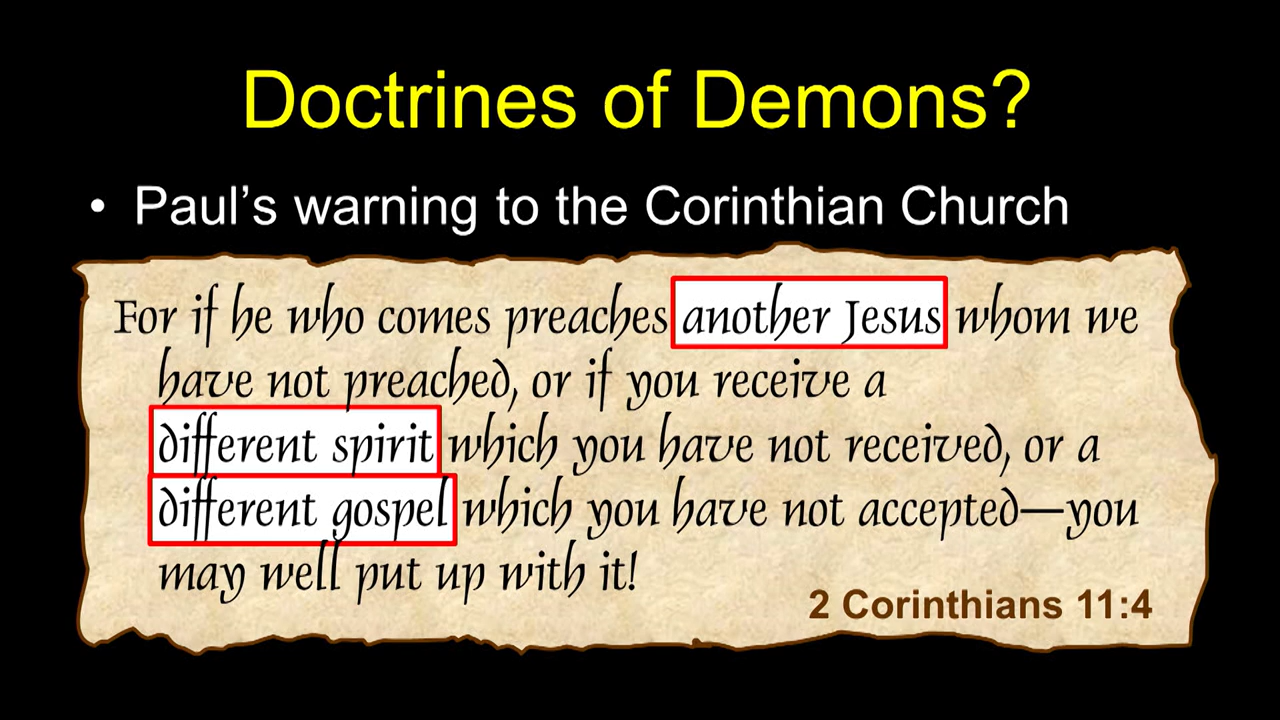 Doctrines of Demons?
• Paul’s warning to the Corinthian Church
For if he who comes preaches another Jesus whom we
have not preached, or if you receive a
different spirit which you have not received, or a
different gospel which you have not accepted—you
may well put up with it!
2 Corinthians 11:4